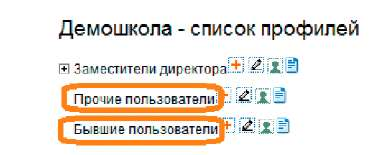 Демошкола - список профилей
Заместители директора
Прочие пользователи
Бывшие пользователи